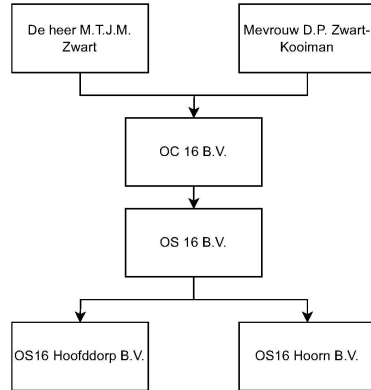 De heer M.T.J.M.
Zwart
Mevrouw D.P. Zwart-
Kooiman
OC 16 B.V.
OS 16 B.V.
OS16 Hoofddorp B.V.
OS16 Hoorn B.V.